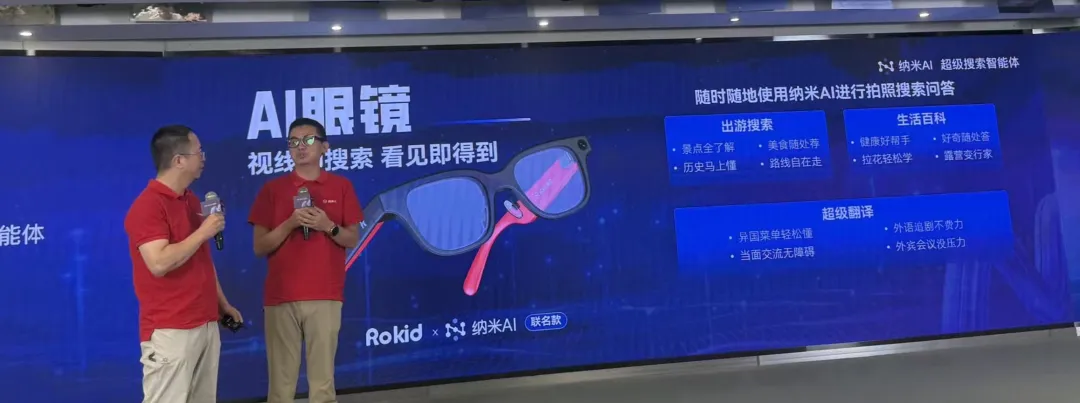 纳米AI 超级搜索智能体
能体
AI眼镜
视线 搜索 看见即得到
Rokid × 纳米AI 联名款
随时随地使用纳米AI进行拍照搜索问答
出游搜索
• 景点全了解 • 美食随处荐
• 历史马上懂 • 路线自在走
生活百科
• 健康好帮手 • 好奇随处答
• 拉花轻松学 • 露营变行家
超级翻译
• 异国菜单轻松懂 • 外语追剧不费力
• 当面交流无障碍 • 外宾会议没压力